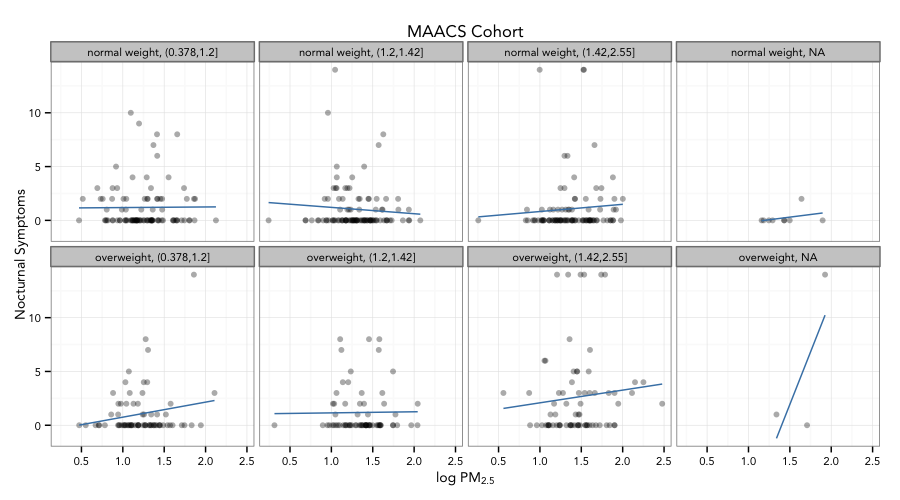 MAACS Cohort
normal weight, (0.378,1.2] normal weight, (1.2,1.42] normal weight, (1.42,2.55] normal weight, NA
10
5
0
Nocturnal Symptoms
overweight, (0.378,1.2] overweight, (1.2,1.42] overweight, (1.42,2.55] overweight, NA
10
5
0
0.5 1.0 1.5 2.0 2.5 0.5 1.0 1.5 2.0 2.5 0.5 1.0 1.5 2.0 2.5 0.5 1.0 1.5 2.0 2.5
log PM2.5